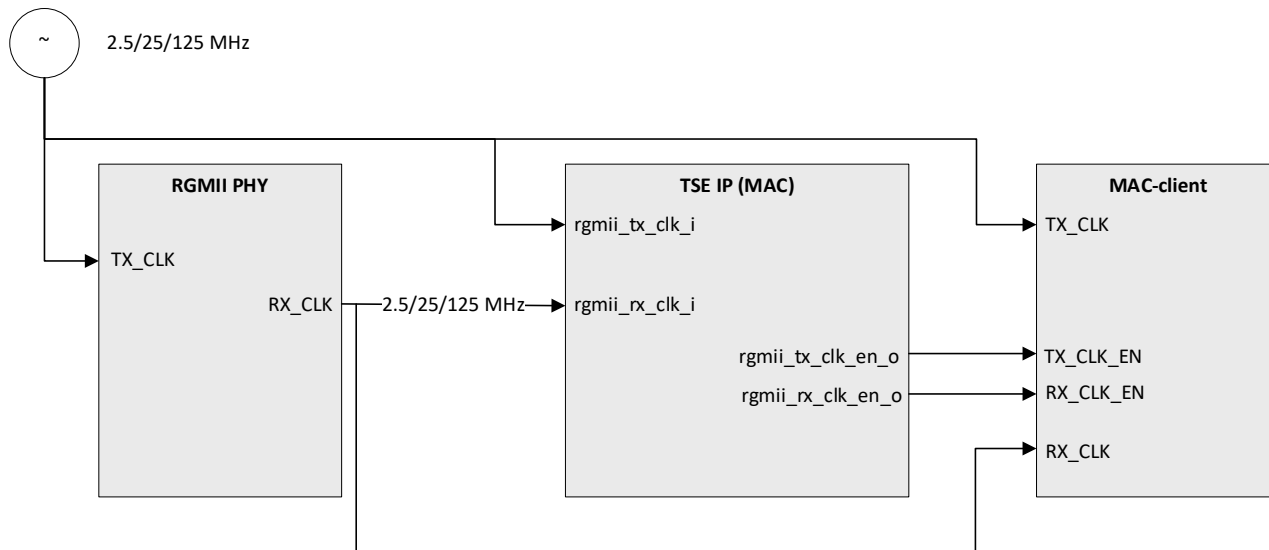 ~
2.5/25/125 MHz
RGMII PHY
TX_CLK
RX_CLK
2.5/25/125 MHz
TSE IP (MAC)
rgmii_tx_clk_i
rgmii_rx_clk_i
rgmii_tx_clk_en_o
rgmii_rx_clk_en_o
MAC-client
TX_CLK
TX_CLK_EN
RX_CLK_EN
RX_CLK